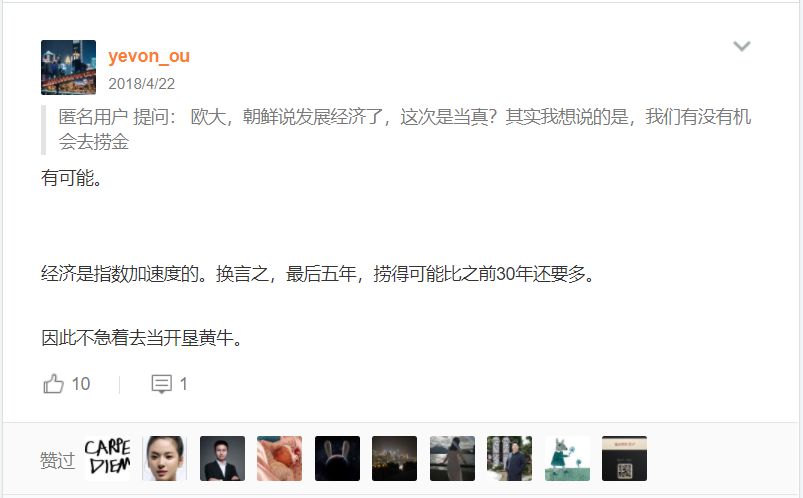 yevon_ou
2018/4/22
匿名用户 提问： 欧大，朝鲜说发展经济了，这次是当真？其实我想说的是，我们有没有机
会去捞金
有可能。
经济是指数加速度的。换言之，最后五年，捞得可能比之前30年还要多。
因此不急着去当开垦黄牛。
10
1
赞过
CARPE
DIEM